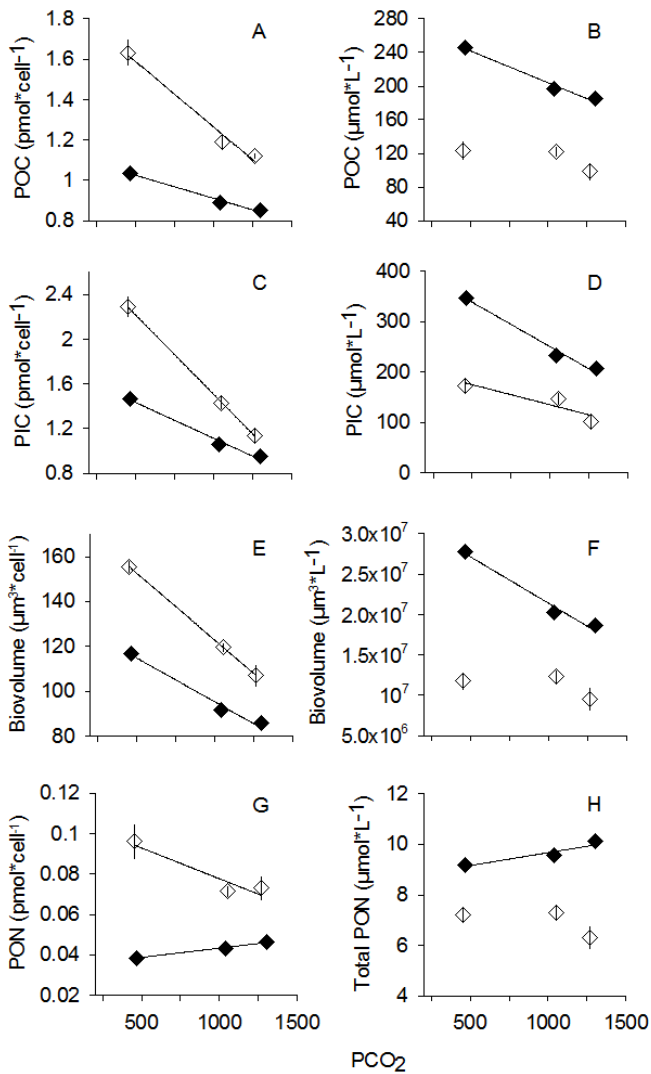 A
POC (pmol*cell-1)
1.8
1.6
1.4
1.2
1
0.8
B
POC (µmol*L-1)
280
240
200
160
120
80
40
C
PIC (pmol*cell-1)
2.4
2
1.6
1.2
0.8
D
PIC (µmol*L-1)
400
300
200
100
0
E
Biovolume (µm3*cell-1)
160
140
120
100
80
F
Biovolume (µm3*L-1)
3.0x107
2.5x107
2.0x107
1.5x107
107
5.0x106
G
PON (pmol*cell-1)
0.12
0.1
0.08
0.06
0.04
0.02
H
Total PON (µmol*L-1)
12
10
8
6
4
500 1000 1500
500 1000 1500
PCO2